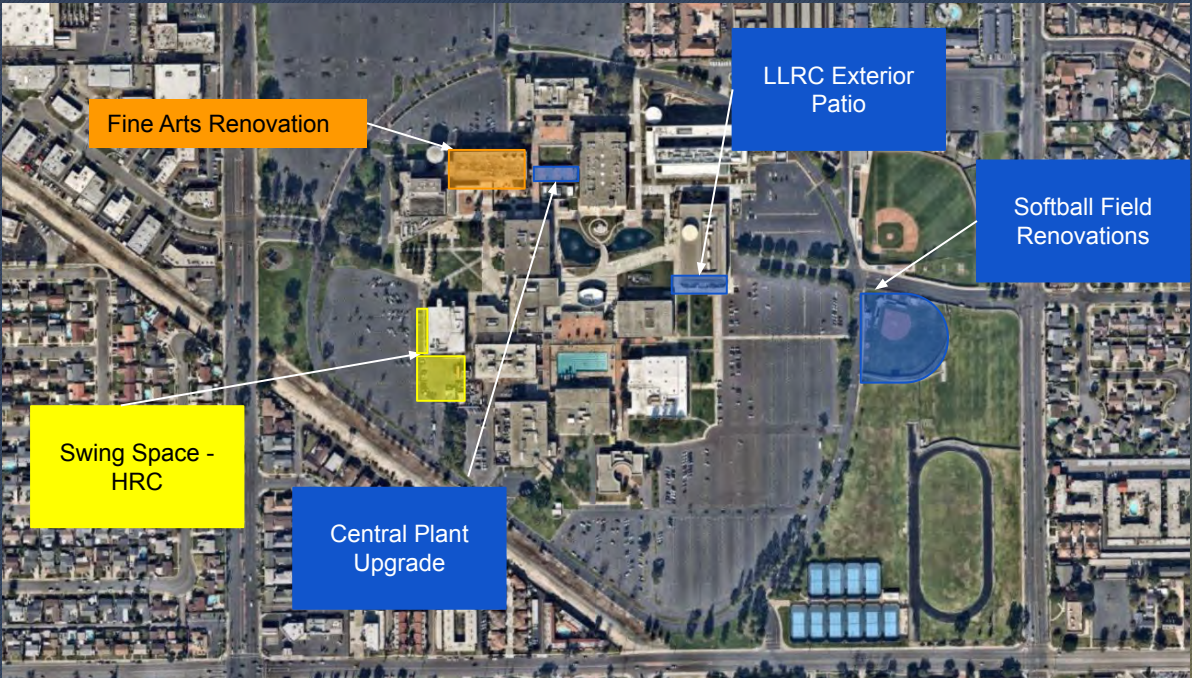 LLRC Exterior
Patio
Fine Arts Renovation
Softball Field
Renovations
Swing Space -
HRC
Central Plant
Upgrade